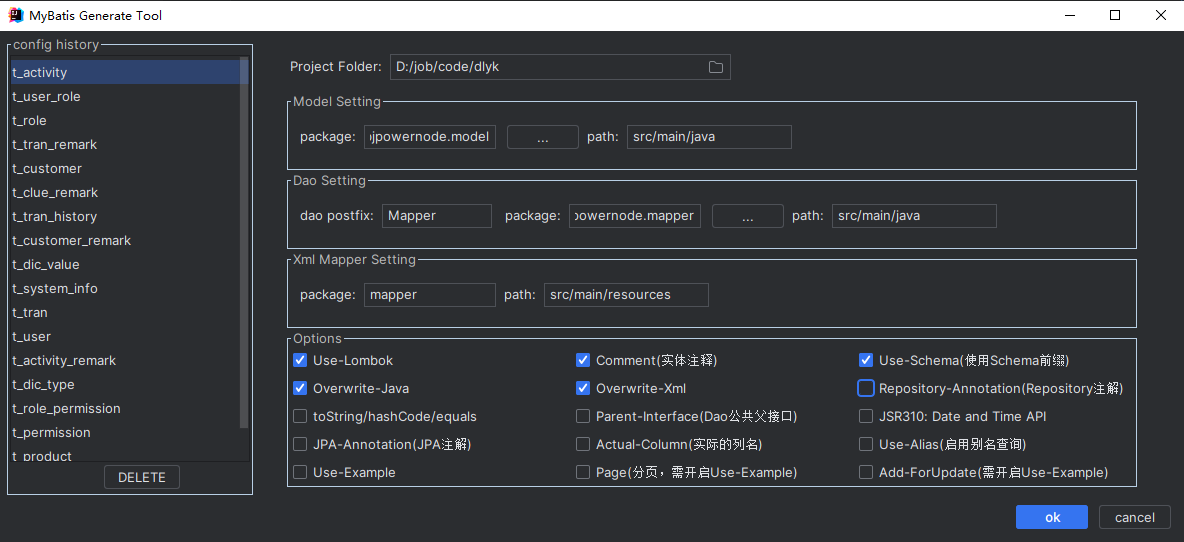 MyBatis Generate Tool
config history
t_activity
t_user_role
t_role
t_tran_remark
t_customer
t_clue_remark
t_tran_history
t_customer_remark
t_dic_value
t_system_info
t_tran
t_user
t_activity_remark
t_dic_type
t_role_permission
t_permission
t_product
DELETE
Project Folder: D:/job/code/dlyk
Model Setting
package: jpowernode.model ... path: src/main/java
Dao Setting
dao postfix: Mapper package: powernode.mapper ... path: src/main/java
Xml Mapper Setting
package: mapper path: src/main/resources
Options
Use-Lombok Comment(实体注释) Use-Schema(使用Schema前缀)
Overwrite-Java Overwrite-Xml Repository-Annotation(Repository注解)
toString/hashCode/equals Parent-Interface(Dao公共父接口) JSR310: Date and Time API
JPA-Annotation(JPA注解) Actual-Column(实际的列名) Use-Alias(启用别名查询)
Use-Example Page(分页，需开启Use-Example) Add-ForUpdate(需开启Use-Example)
ok cancel